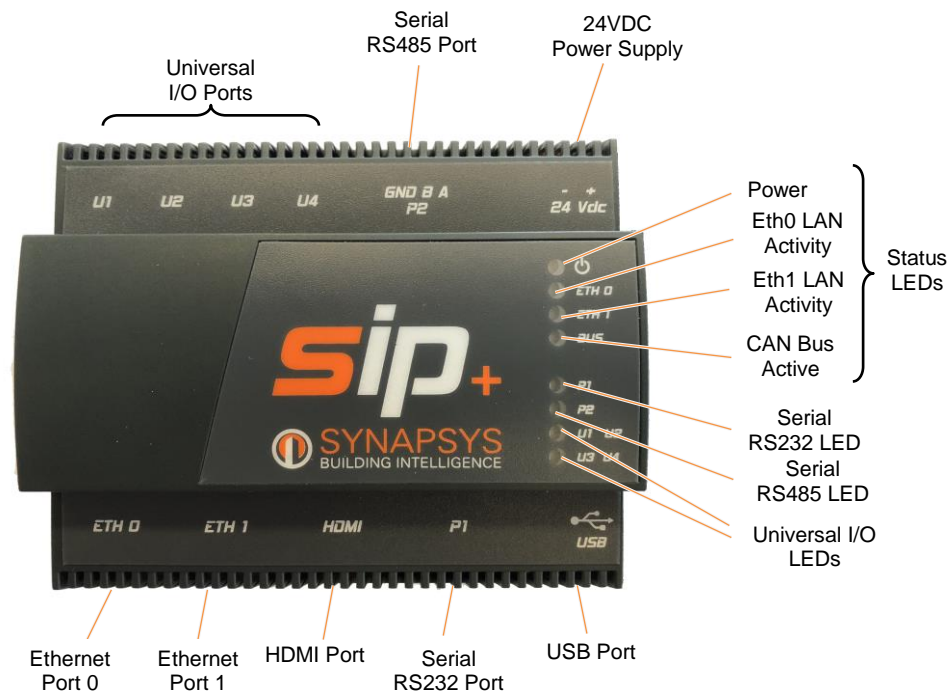 Serial
RS485 Port
24VDC
Power Supply
Universal
I/O Ports
U1 U2 U3 U4 GND B A - +
P2 24 Vdc
Power
Eth0 LAN
Activity
Eth1 LAN
Activity
CAN Bus
Active
Status
LEDs
ETH 0
ETH 1
BUS
P1
P2
U1 U2
U3 U4
sip+
SYNAPSYS
BUILDING INTELLIGENCE
Serial
RS232 LED
Serial
RS485 LED
Universal I/O
LEDs
ETH 0 ETH 1 HDMI P1 USB
Ethernet
Port 0
Ethernet
Port 1
HDMI Port
Serial
RS232 Port
USB Port